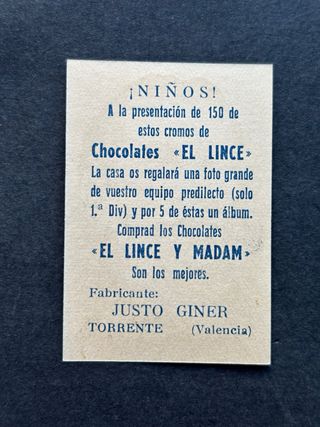 ¡NIÑOS!
A la presentación de 150 de
estos cromos de
Chocolates «EL LINCE»
La casa os regalará una foto grande
de vuestro equipo predilecto (solo
1.ª Div) y por 5 de éstas un álbum.
Comprad los Chocolates
«EL LINCE Y MADAM»
Son los mejores.
Fabricante:
JUSTO GINER
TORRENTE (Valencia)